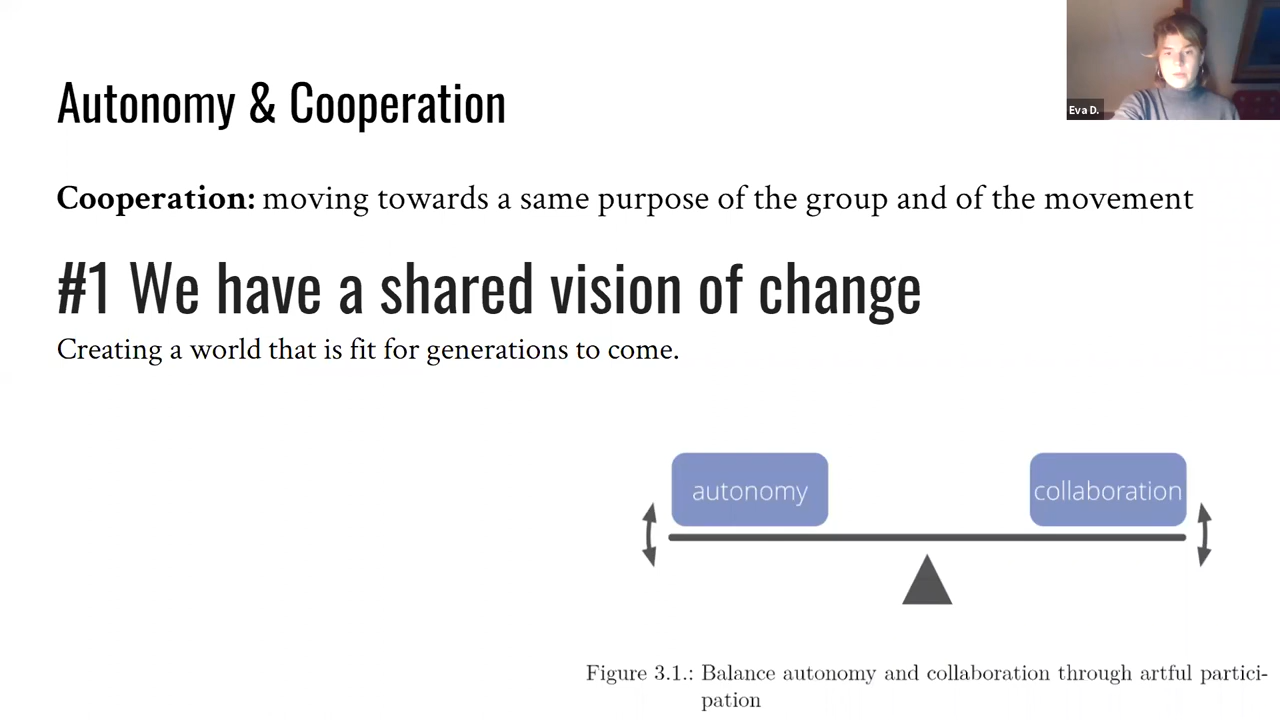 Autonomy & Cooperation
Eva D.
Cooperation: moving towards a same purpose of the group and of the movement
#1 We have a shared vision of change
Creating a world that is fit for generations to come.
autonomy
collaboration
Figure 3.1.: Balance autonomy and collaboration through artful partici-
pation